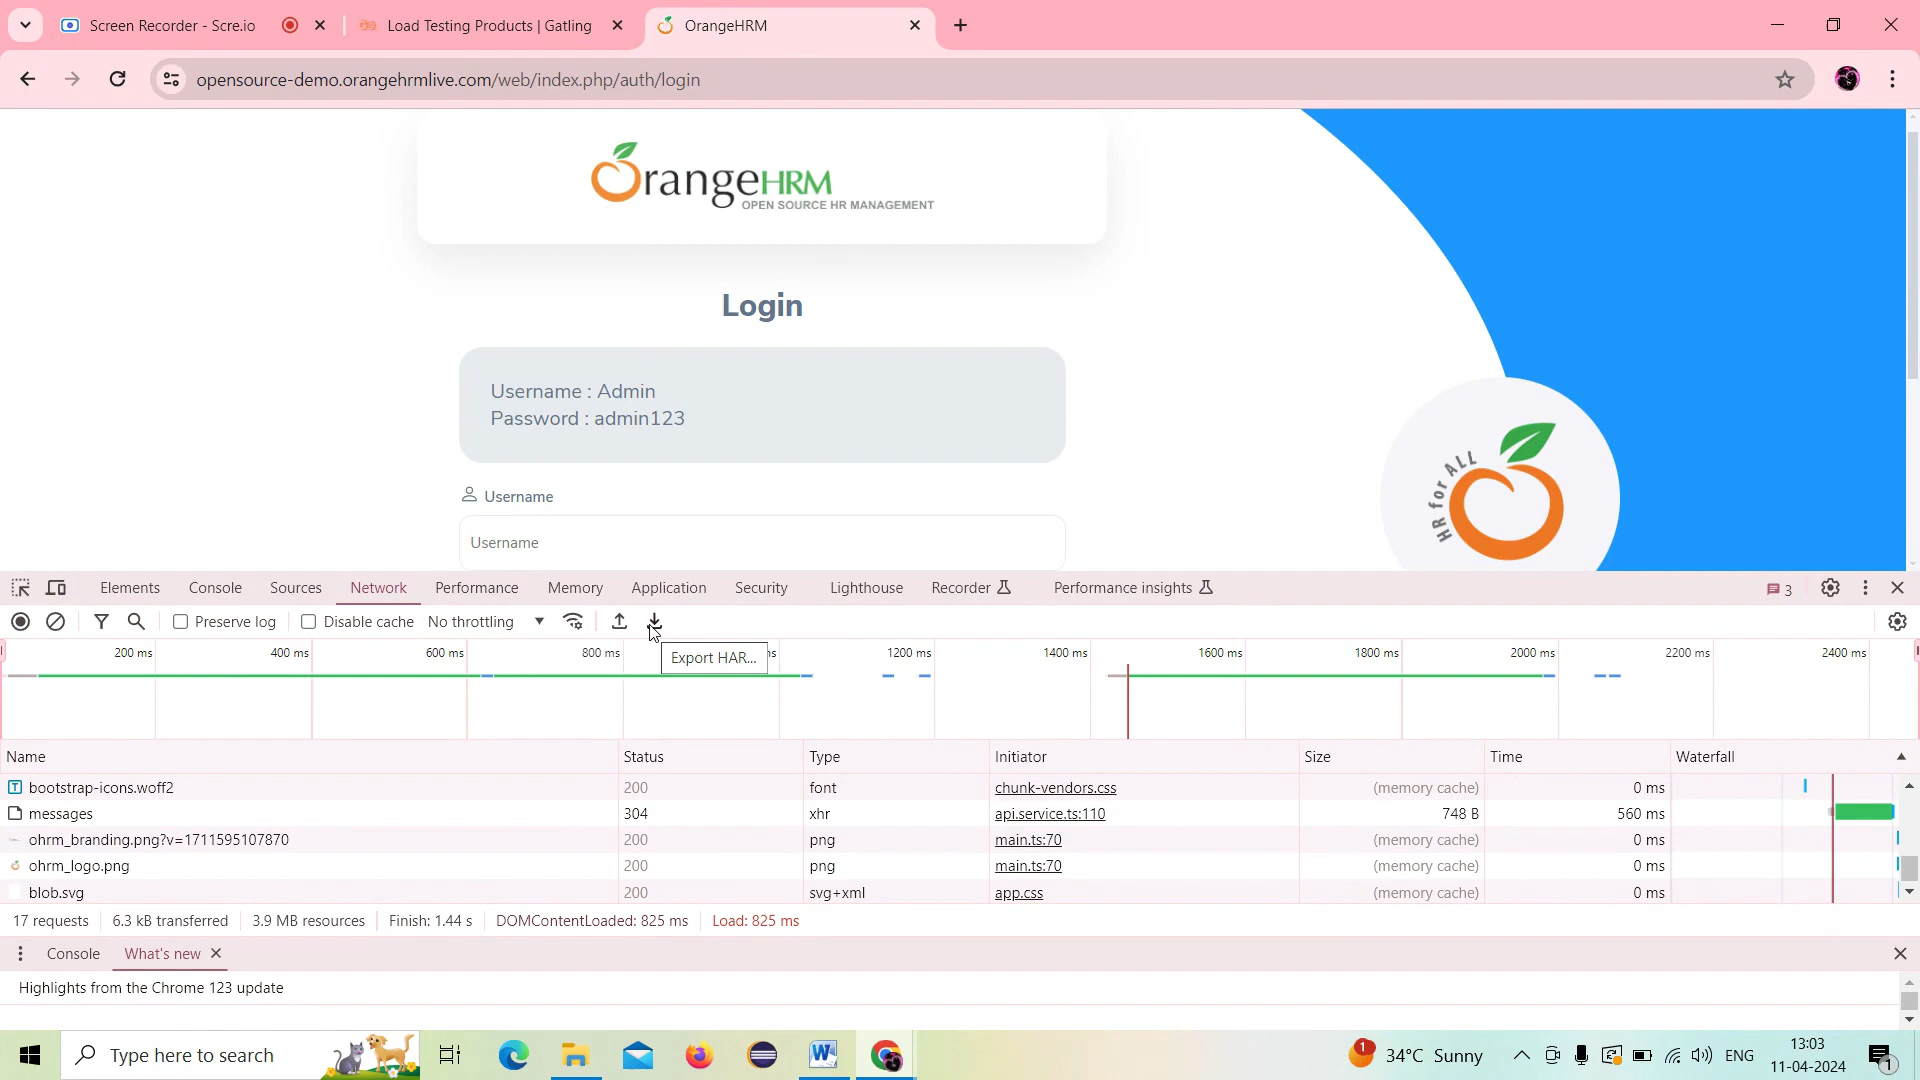 Screen Recorder - Scre.io
Load Testing Products | Gatling
OrangeHRM
opensource-demo.orangehrmlive.com/web/index.php/auth/login
OrangeHRM
OPEN SOURCE HR MANAGEMENT
Login
Username : Admin
Password : admin123
Username
Username
HR for ALL
Elements Console Sources Network Performance Memory Application Security Lighthouse Recorder Performance insights 3
Preserve log Disable cache No throttling
Export HAR...
200 ms 400 ms 600 ms 800 ms ms 1200 ms 1400 ms 1600 ms 1800 ms 2000 ms 2200 ms 2400 ms
Name Status Type Initiator Size Time Waterfall
bootstrap-icons.woff2 200 font chunk-vendors.css (memory cache) 0 ms
messages 304 xhr api.service.ts:110 748 B 560 ms
ohrm_branding.png?v=1711595107870 200 png main.ts:70 (memory cache) 0 ms
ohrm_logo.png 200 png main.ts:70 (memory cache) 0 ms
blob.svg 200 svg+xml app.css (memory cache) 0 ms
17 requests 6.3 kB transferred 3.9 MB resources Finish: 1.44 s DOMContentLoaded: 825 ms Load: 825 ms
Console What's new
Highlights from the Chrome 123 update
Type here to search
1 34°C Sunny ENG 13:03
11-04-2024 1